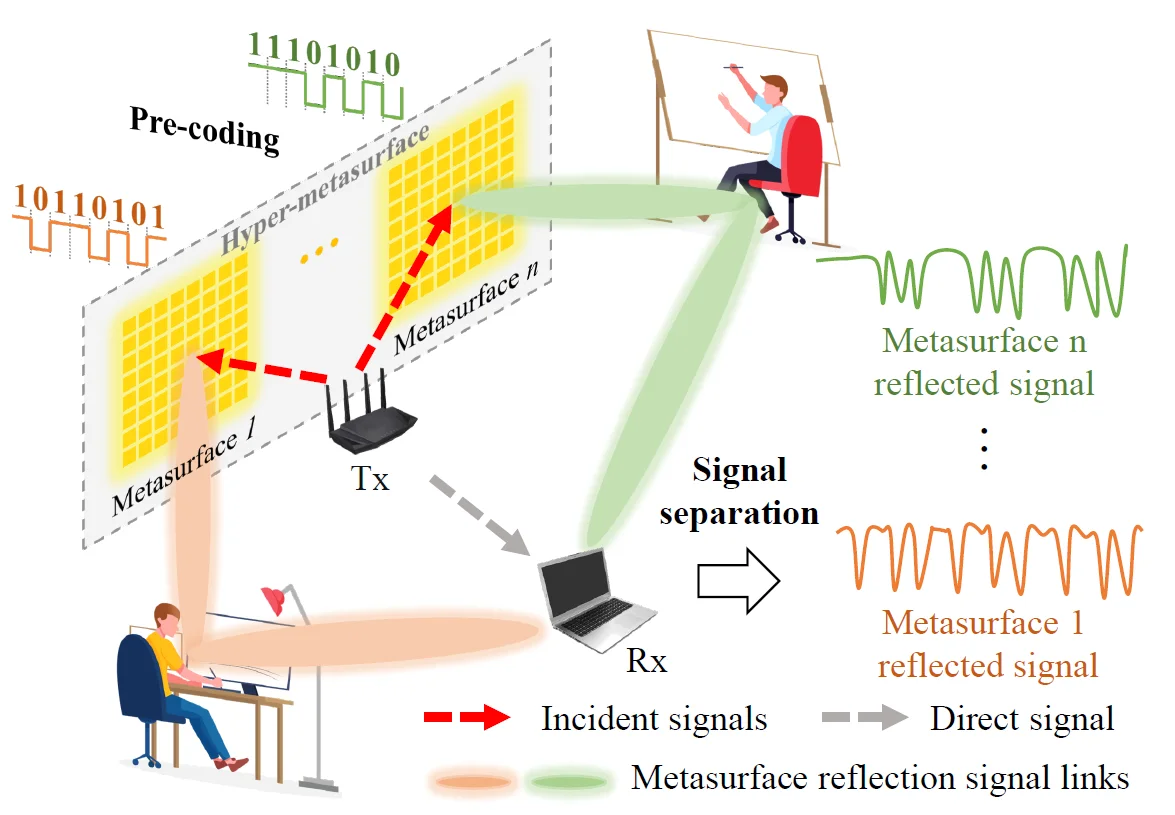 11101010
Pre-coding
Hyper-metasurface
10110101
Metasurface n
Metasurface 1
Tx
Metasurface n
reflected signal
Signal
separation
Metasurface 1
reflected signal
Rx
Incident signals
Direct signal
Metasurface reflection signal links